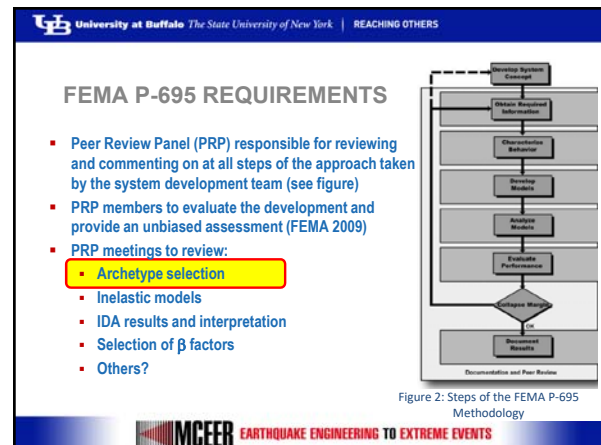 University at Buffalo The State University of New York | REACHING OTHERS
FEMA P-695 REQUIREMENTS
▪ Peer Review Panel (PRP) responsible for reviewing
and commenting on at all steps of the approach taken
by the system development team (see figure)
▪ PRP members to evaluate the development and
provide an unbiased assessment (FEMA 2009)
▪ PRP meetings to review:
▪ Archetype selection
▪ Inelastic models
▪ IDA results and interpretation
▪ Selection of β factors
▪ Others?
Develop System
Concept
Obtain Required
Information
Characterize
Behavior
Develop
Models
Analyze
Models
Evaluate
Performance
Collapse Margin
OK
Document
Results
Documentation and Peer Review
Figure 2: Steps of the FEMA P-695
Methodology
MCEER EARTHQUAKE ENGINEERING TO EXTREME EVENTS